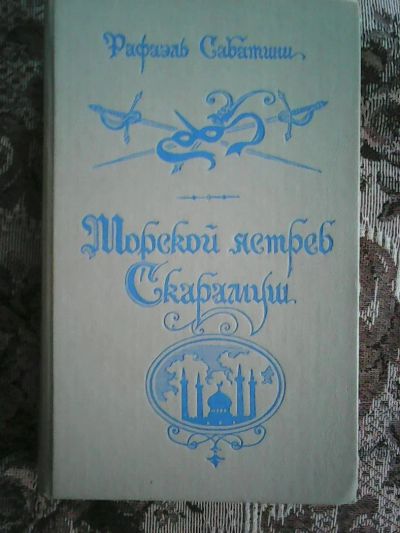 Рафаэль Сабатини
Морской ястреб
Скарамуш